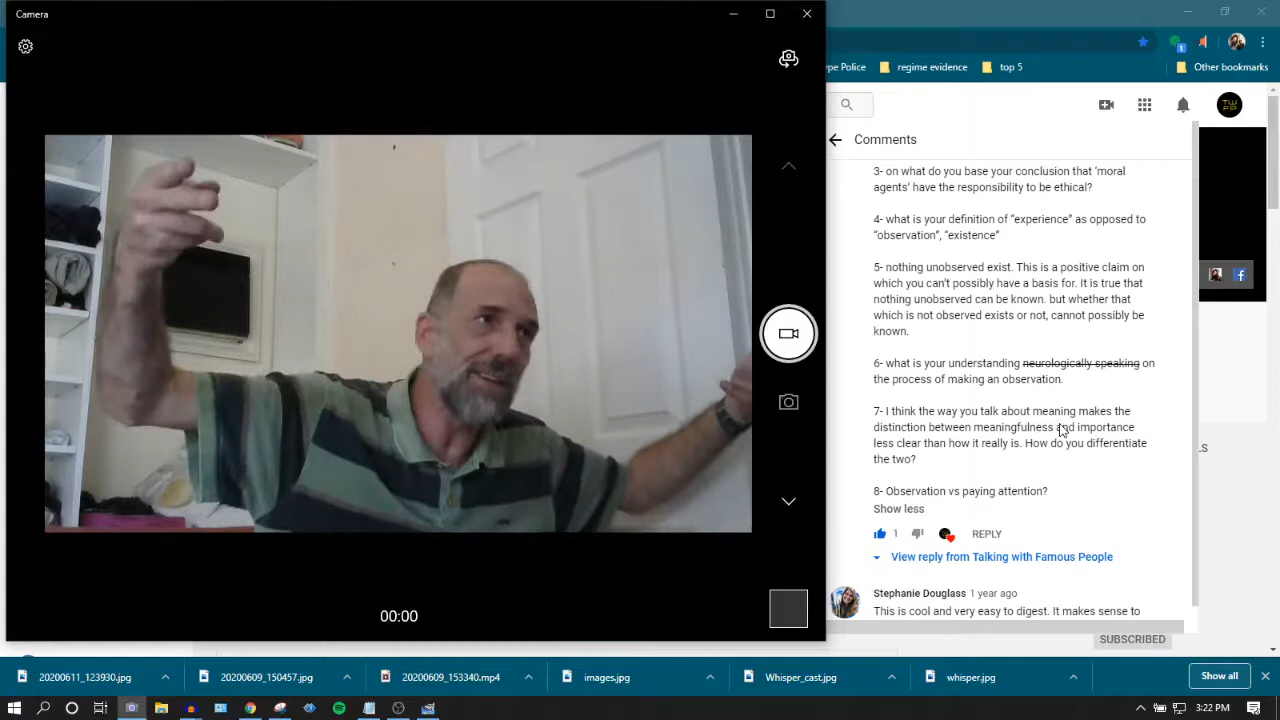 Camera
ype Police
regime evidence
top 5
Other bookmarks
1
TW
FP
Comments
3- on what do you base your conclusion that ‘moral
agents’ have the responsibility to be ethical?
4- what is your definition of “experience” as opposed to
“observation”, “existence”
5- nothing unobserved exist. This is a positive claim on
which you can’t possibly have a basis for. It is true that
nothing unobserved can be known. but whether that
which is not observed exists or not, cannot possibly be
known.
6- what is your understanding neurologically speaking on
the process of making an observation.
7- I think the way you talk about meaning makes the
distinction between meaningfulness and importance
less clear than how it really is. How do you differentiate
the two?
8- Observation vs paying attention?
Show less
1
REPLY
View reply from Talking with Famous People
Stephanie Douglass 1 year ago
This is cool and very easy to digest. It makes sense to
SUBSCRIBED
LS
00:00
20200611_123930.jpg
20200609_150457.jpg
20200609_153340.mp4
images.jpg
Whisper_cast.jpg
whisper.jpg
Show all
3:22 PM